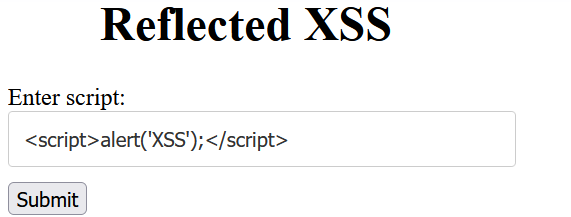 Reflected XSS
Enter script:
<script>alert('XSS');</script>
Submit